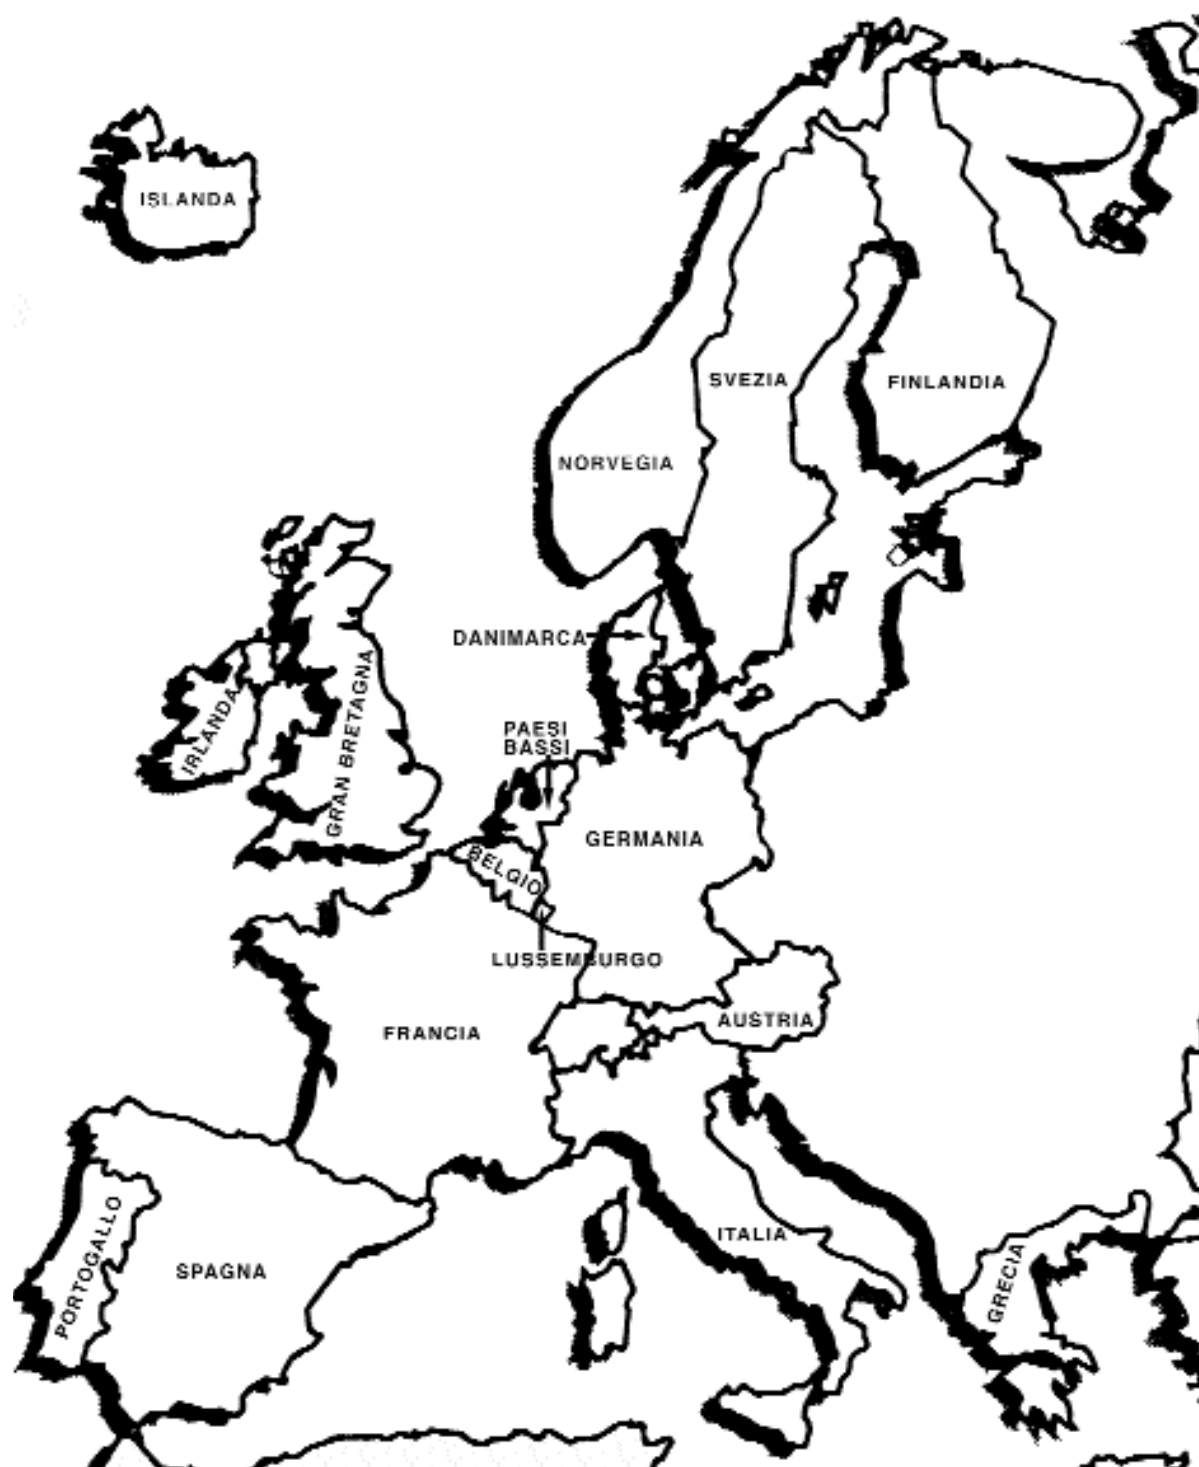 ISLANDA
SVEZIA
FINLANDIA
NORVEGIA
DANIMARCA
IRLANDA
GRAN BRETAGNA
PAESI
BASSI
GERMANIA
BELGIO
LUSSEMBURGO
FRANCIA
AUSTRIA
PORTOGALLO
SPAGNA
ITALIA
GRECIA